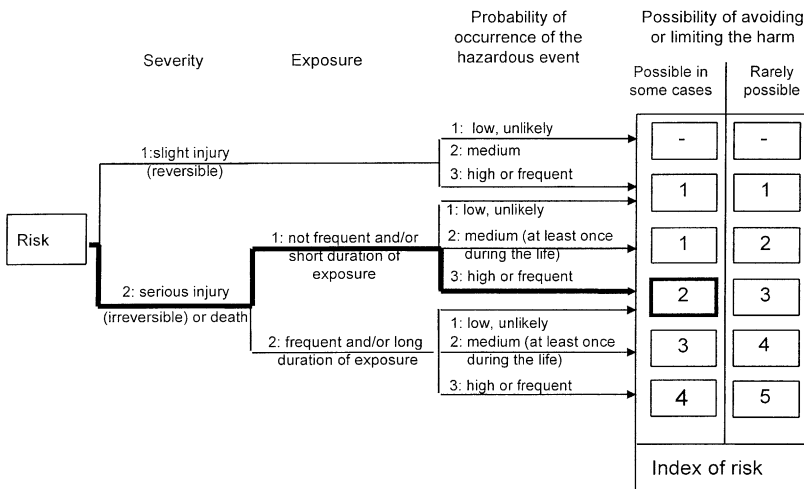 Severity
Exposure
Probability of
occurrence of the
hazardous event
Possibility of avoiding
or limiting the harm
Possible in
some cases
Rarely
possible
Risk
1:slight injury
(reversible)
1: low, unlikely
2: medium
3: high or frequent
- -
1 1
2: serious injury
(irreversible) or death
1: not frequent and/or
short duration of
exposure
1: low, unlikely
2: medium (at least once
during the life)
3: high or frequent
1 2
2 3
2: frequent and/or long
duration of exposure
1: low, unlikely
2: medium (at least once
during the life)
3: high or frequent
3 4
4 5
Index of risk